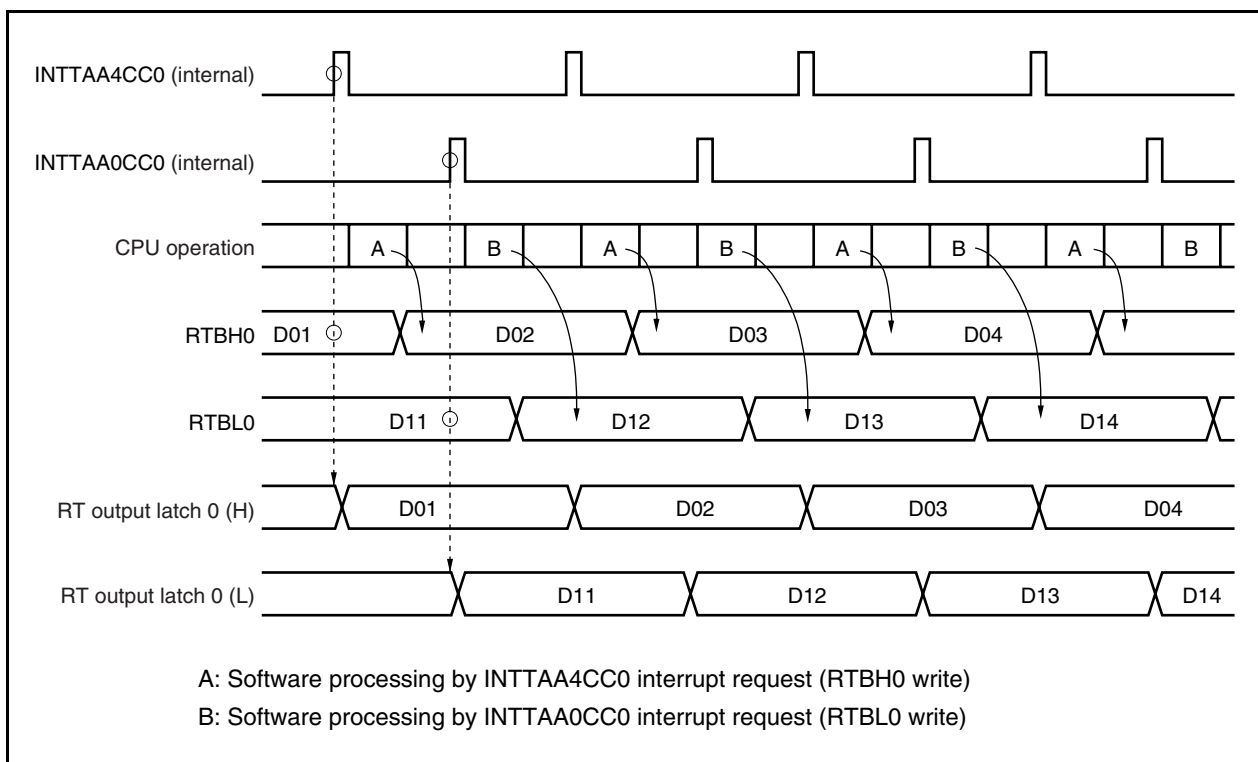 INTTAA4CC0 (internal)
INTTAA0CC0 (internal)
CPU operation A B A B A B A B
RTBH0 D01 D02 D03 D04
RTBL0 D11 D12 D13 D14
RT output latch 0 (H) D01 D02 D03 D04
RT output latch 0 (L) D11 D12 D13 D14
A: Software processing by INTTAA4CC0 interrupt request (RTBH0 write)
B: Software processing by INTTAA0CC0 interrupt request (RTBL0 write)